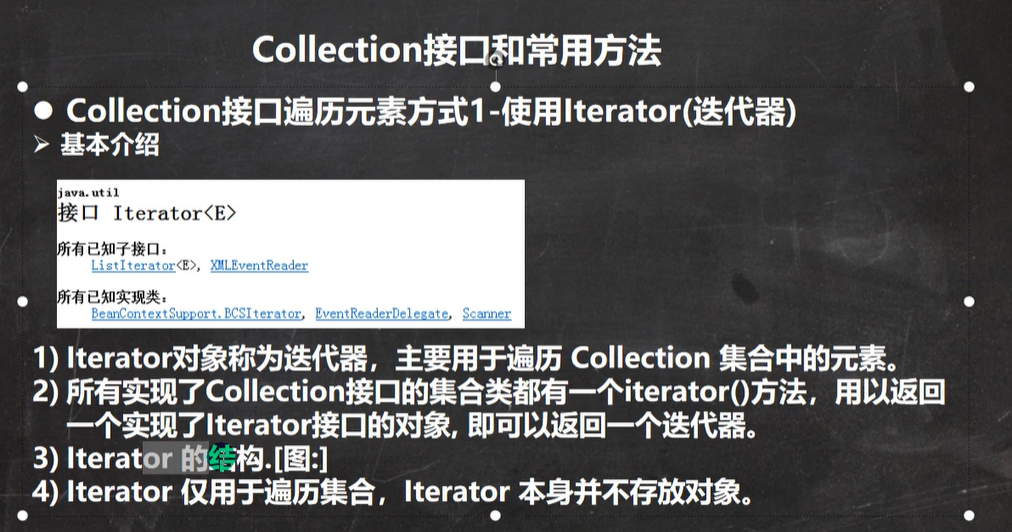 Collection接口和常用方法
● Collection接口遍历元素方式1-使用Iterator(迭代器)
➢ 基本介绍
java.util
接口 Iterator<E>
所有已知子接口:
ListIterator<E>, XMLEventReader
所有已知实现类:
BeanContextSupport.BCSIterator, EventReaderDelegate, Scanner
1) Iterator对象称为迭代器，主要用于遍历 Collection 集合中的元素。
2) 所有实现了Collection接口的集合类都有一个iterator()方法，用以返回
一个实现了Iterator接口的对象, 即可以返回一个迭代器。
3) Iterator 的结构.[图:]
4) Iterator 仅用于遍历集合，Iterator 本身并不存放对象。